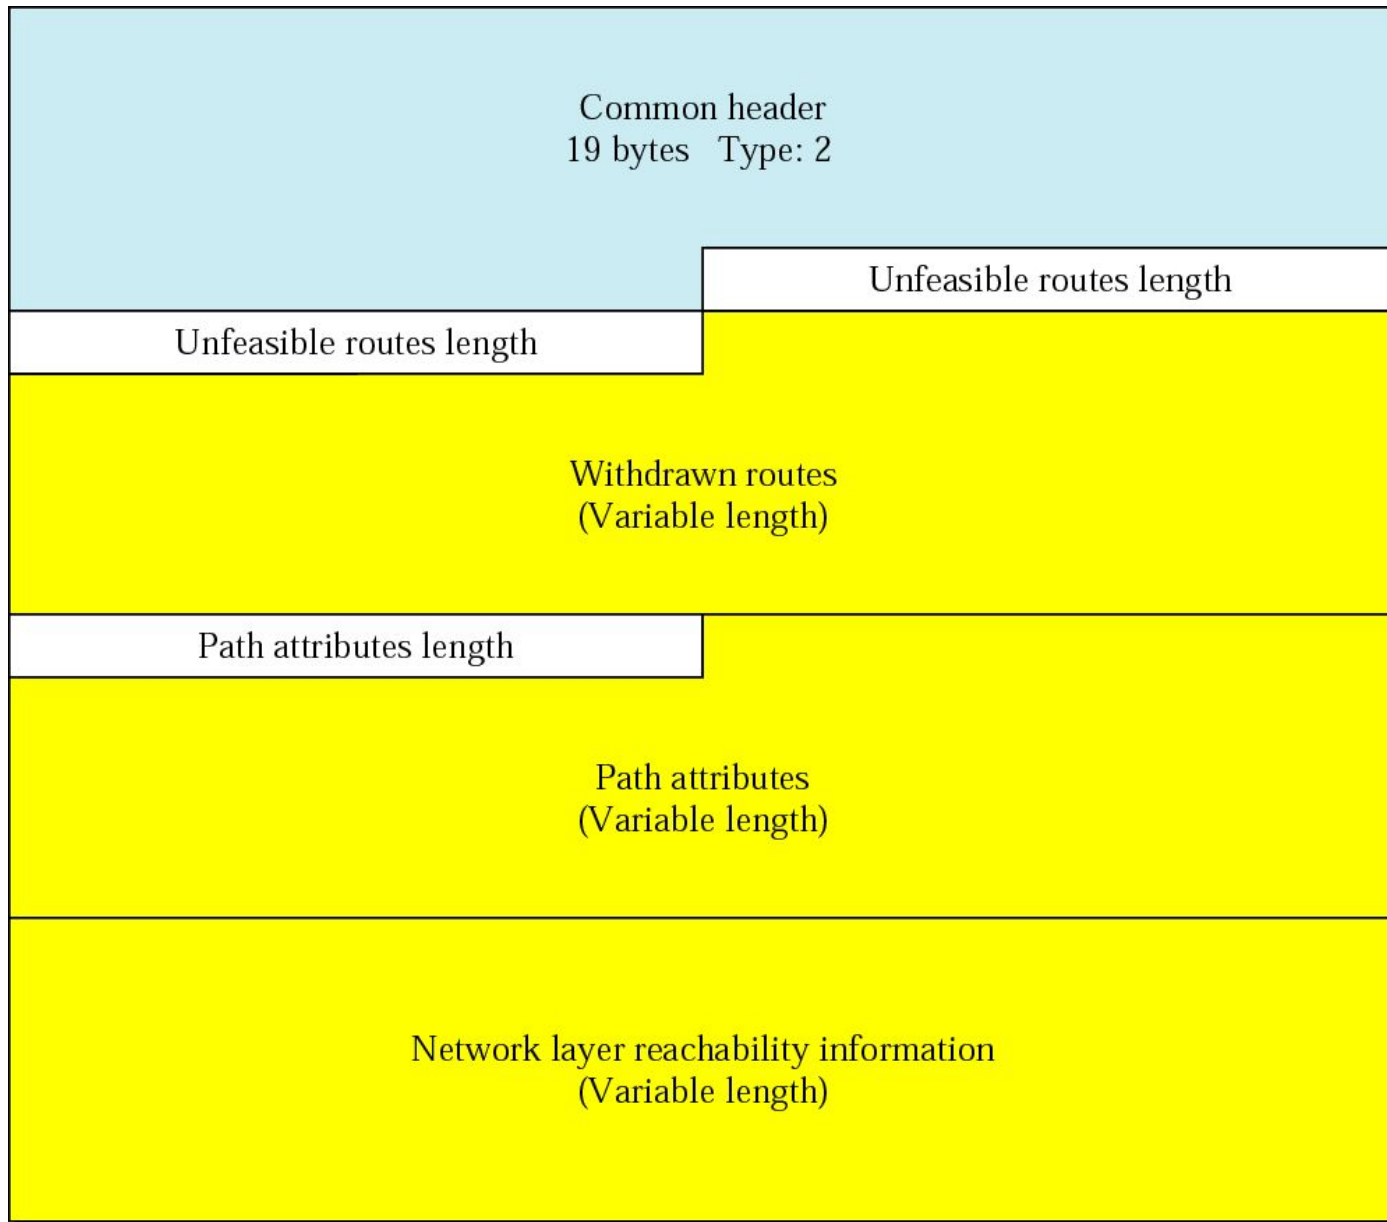 Common header
19 bytes Type: 2
Unfeasible routes length
Unfeasible routes length
Withdrawn routes
(Variable length)
Path attributes length
Path attributes
(Variable length)
Network layer reachability information
(Variable length)